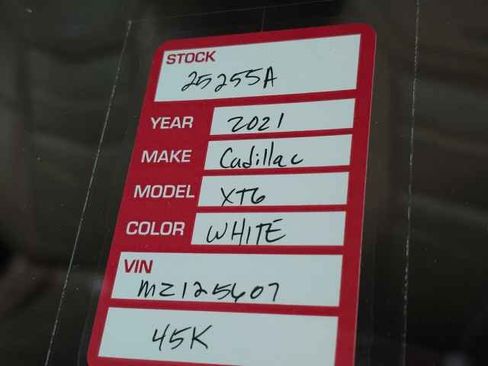 STOCK
25255A
YEAR 2021
MAKE Cadillac
MODEL XT6
COLOR WHITE
VIN
MZ125607
45K